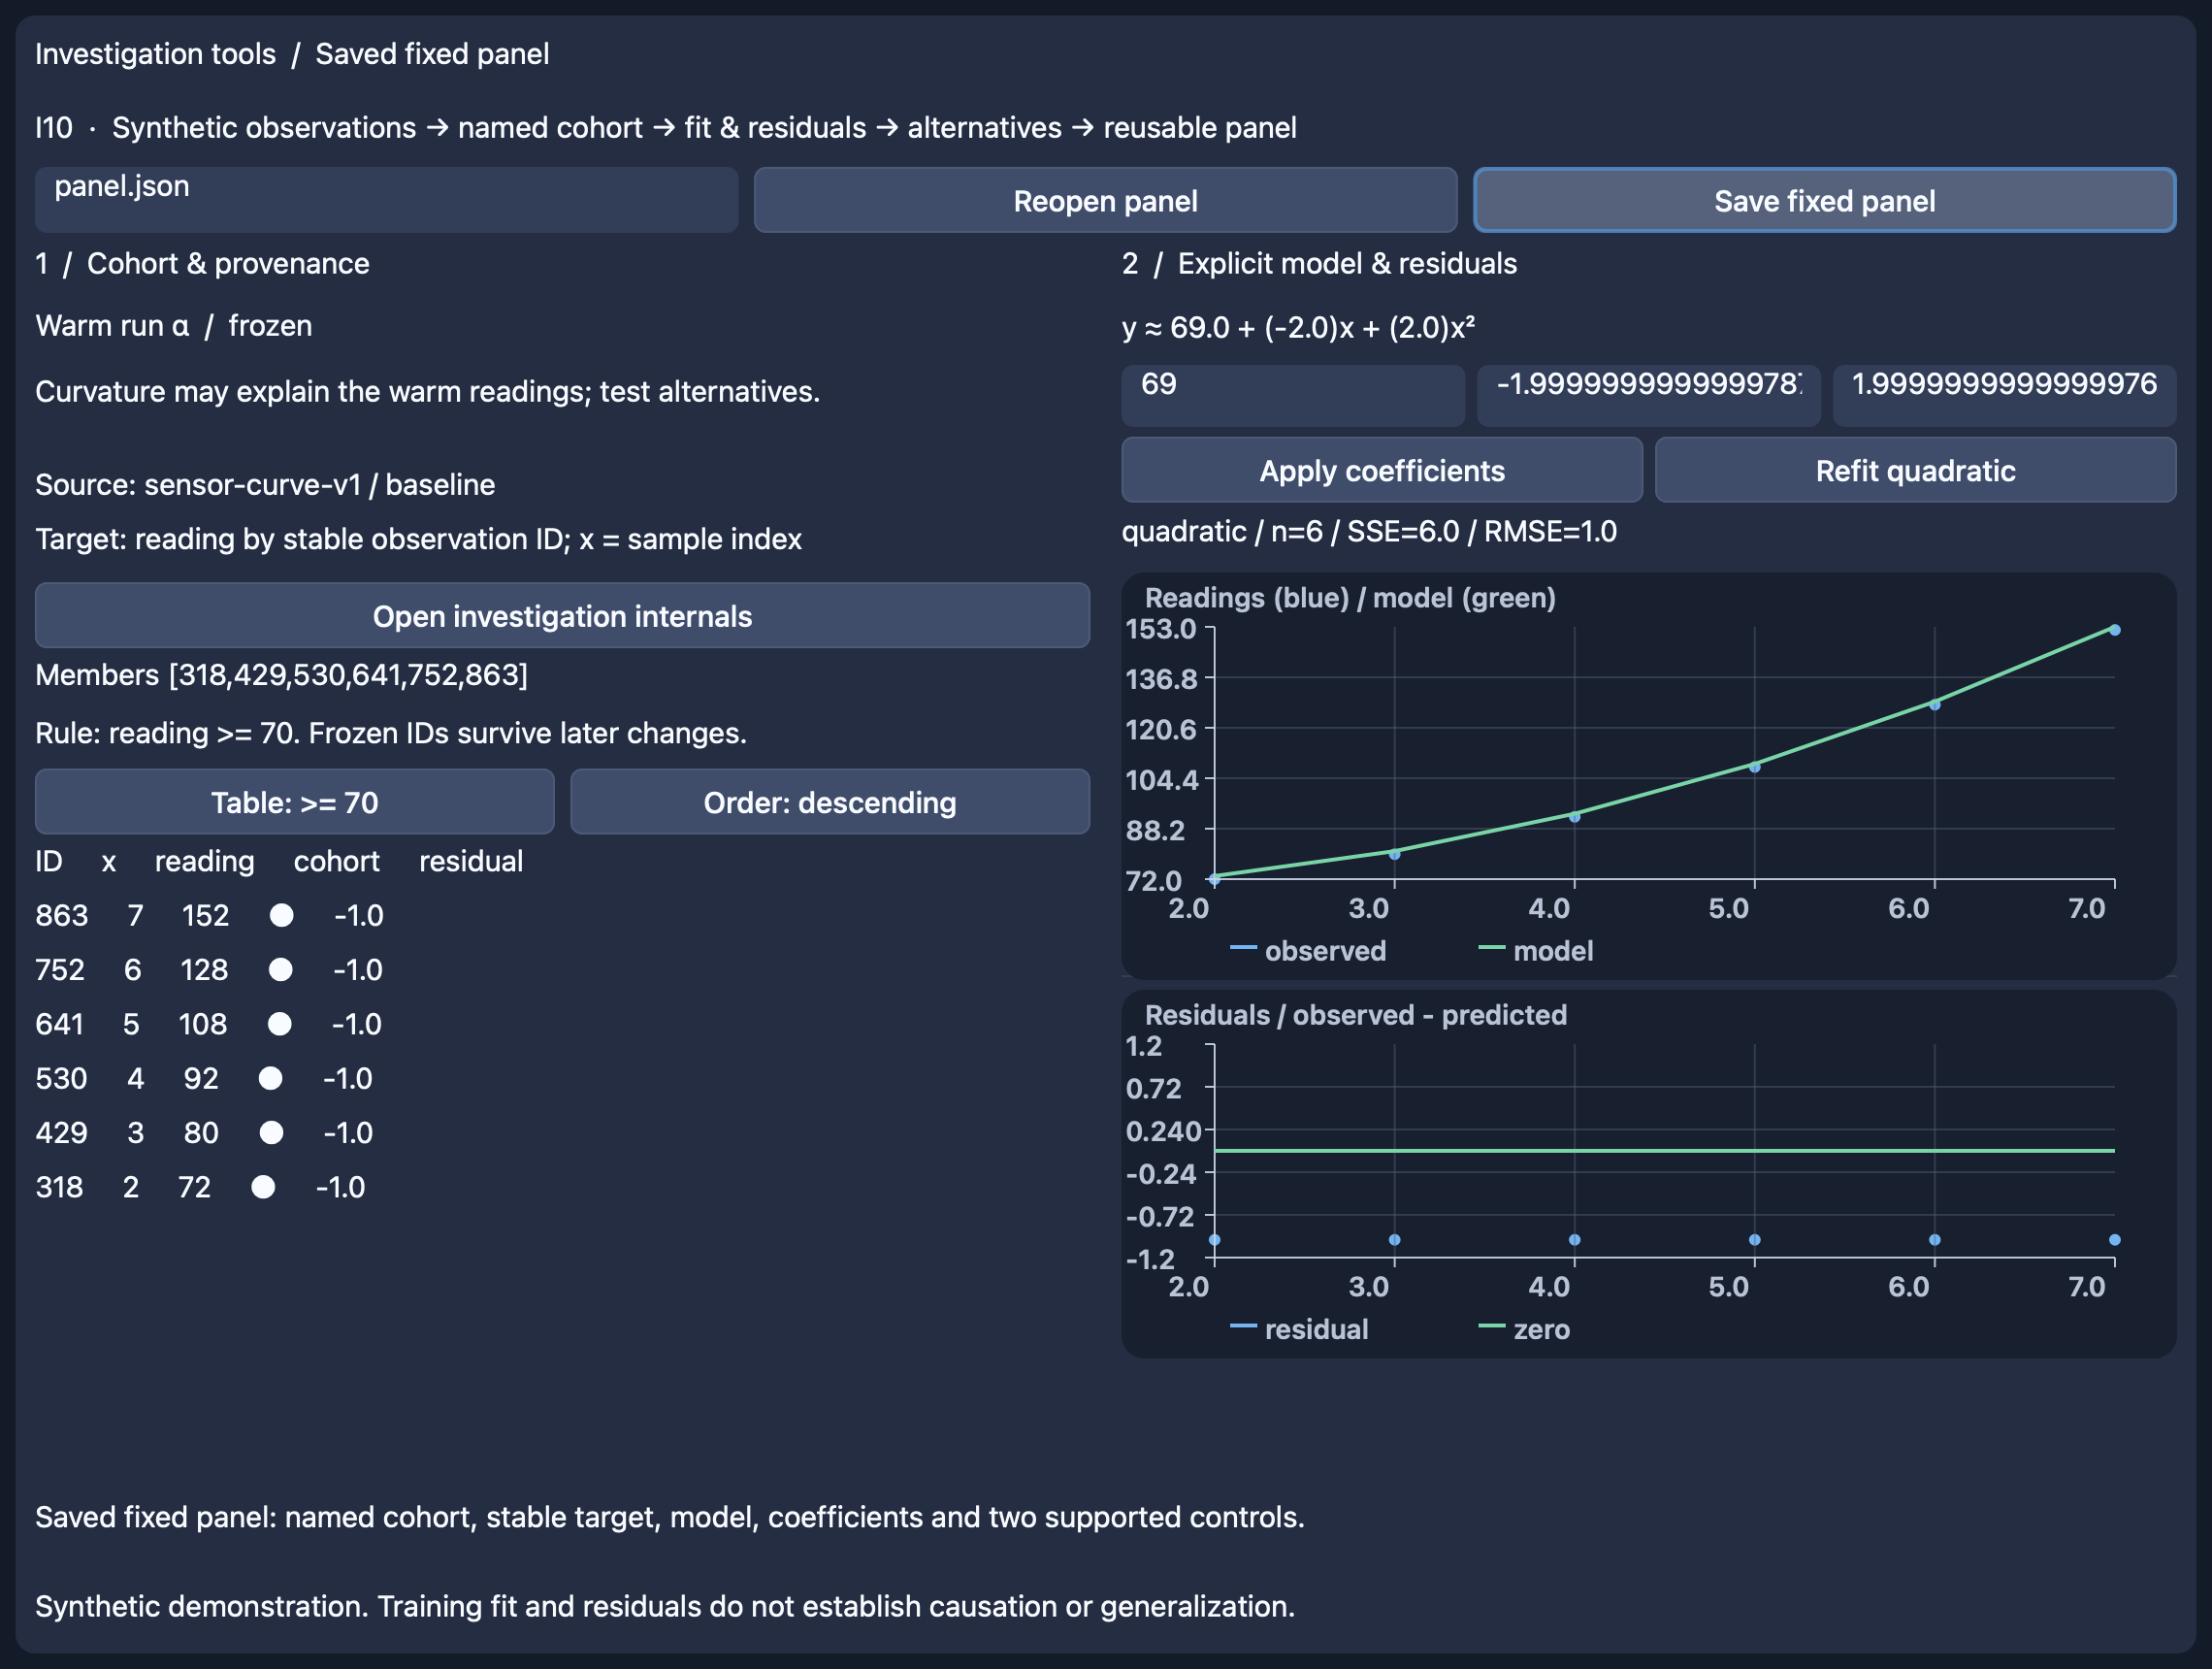 Investigation tools / Saved fixed panel
I10 · Synthetic observations → named cohort → fit & residuals → alternatives → reusable panel
panel.json
Reopen panel
Save fixed panel
1 / Cohort & provenance
Warm run α / frozen
Curvature may explain the warm readings; test alternatives.
Source: sensor-curve-v1 / baseline
Target: reading by stable observation ID; x = sample index
Open investigation internals
Members [318,429,530,641,752,863]
Rule: reading >= 70. Frozen IDs survive later changes.
Table: >= 70
Order: descending
ID x reading cohort residual
863 7 152 ● -1.0
752 6 128 ● -1.0
641 5 108 ● -1.0
530 4 92 ● -1.0
429 3 80 ● -1.0
318 2 72 ● -1.0
2 / Explicit model & residuals
y ≈ 69.0 + (-2.0)x + (2.0)x²
69
-1.999999999999978
1.9999999999999976
Apply coefficients
Refit quadratic
quadratic / n=6 / SSE=6.0 / RMSE=1.0
Readings (blue) / model (green)
153.0
136.8
120.6
104.4
88.2
72.0
2.0 3.0 4.0 5.0 6.0 7.0
observed model
Residuals / observed - predicted
1.2
0.72
0.240
-0.24
-0.72
-1.2
2.0 3.0 4.0 5.0 6.0 7.0
residual zero
Saved fixed panel: named cohort, stable target, model, coefficients and two supported controls.
Synthetic demonstration. Training fit and residuals do not establish causation or generalization.